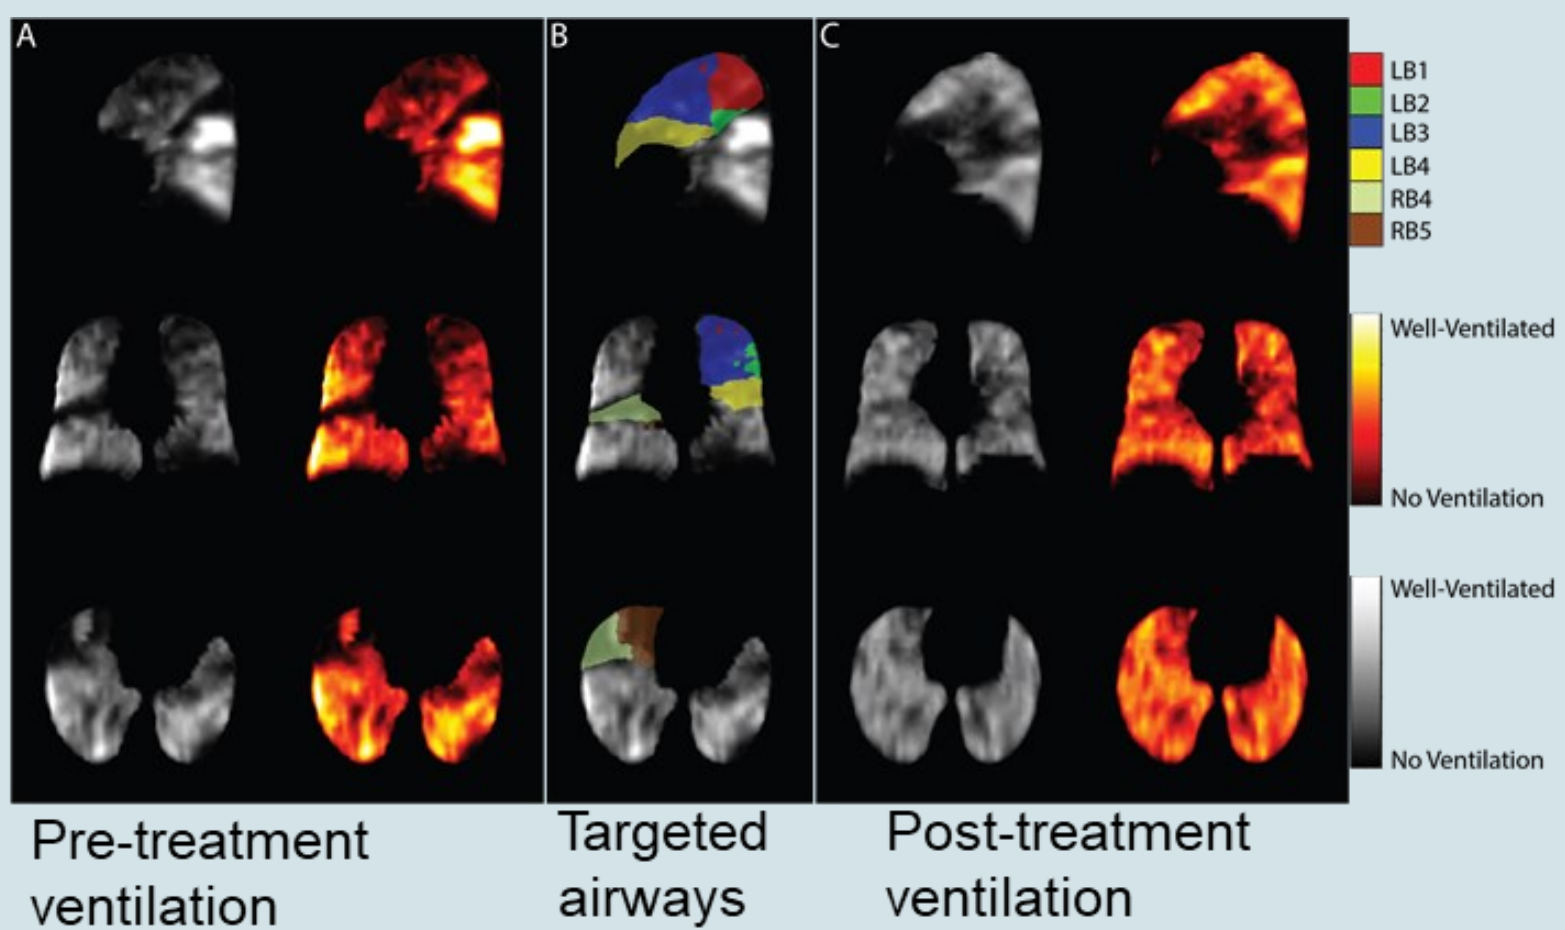 A
B
C
LB1
LB2
LB3
LB4
RB4
RB5
Well-Ventilated
No Ventilation
Well-Ventilated
No Ventilation
Pre-treatment
ventilation
Targeted
airways
Post-treatment
ventilation